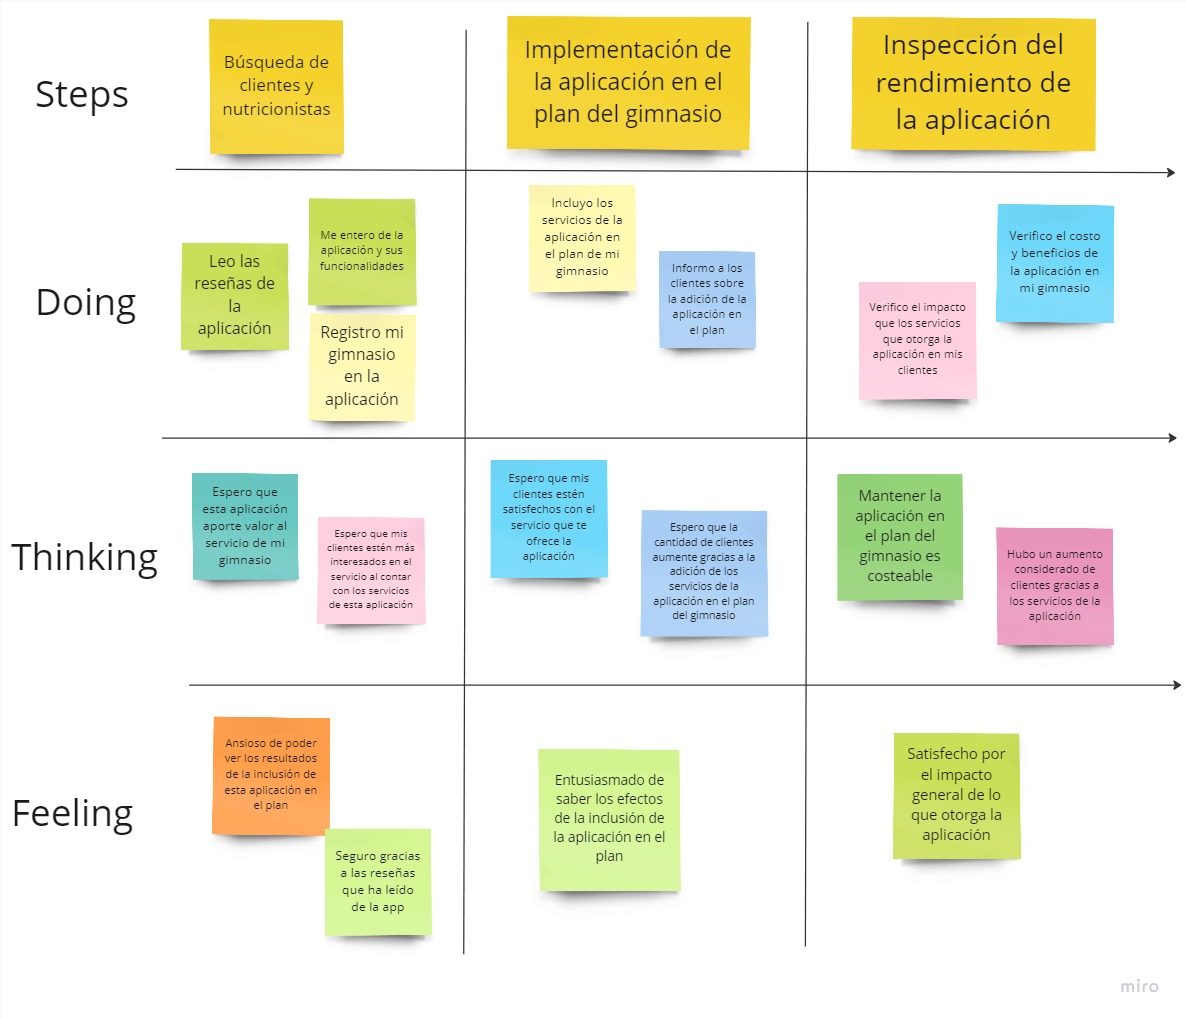 Steps
Búsqueda de
clientes y
nutricionistas
Implementación de
la aplicación en el
plan del gimnasio
Inspección del
rendimiento de
la aplicación
Doing
Leo las
reseñas de
la
aplicación
Me entero de la
aplicación y sus
funcionalidades
Registro mi
gimnasio
en la
aplicación
Incluyo los
servicios de la
aplicación en
el plan de mi
gimnasio
Informo a los
clientes sobre
la adición de la
aplicación en
el plan
Verifico el impacto
que los servicios
que otorga la
aplicación en mis
clientes
Verifico el costo
y beneficios de
la aplicación en
mi gimnasio
Thinking
Espero que
esta aplicación
aporte valor al
servicio de mi
gimnasio
Espero que mis
clientes estén más
interesados en el
servicio al contar
con los servicios
de esta aplicación
Espero que mis
clientes estén
satisfechos con el
servicio que te
ofrece la
aplicación
Espero que la
cantidad de clientes
aumente gracias a la
adición de los
servicios de la
aplicación en el plan
del gimnasio
Mantener la
aplicación en
el plan del
gimnasio es
costeable
Hubo un aumento
considerado de
clientes gracias a
los servicios de la
aplicación
Feeling
Ansioso de poder
ver los resultados
de la inclusión de
esta aplicación en
el plan
Seguro gracias
a las reseñas
que ha leído
de la app
Entusiasmado de
saber los efectos
de la inclusión de
la aplicación en el
plan
Satisfecho por
el impacto
general de lo
que otorga la
aplicación
miro